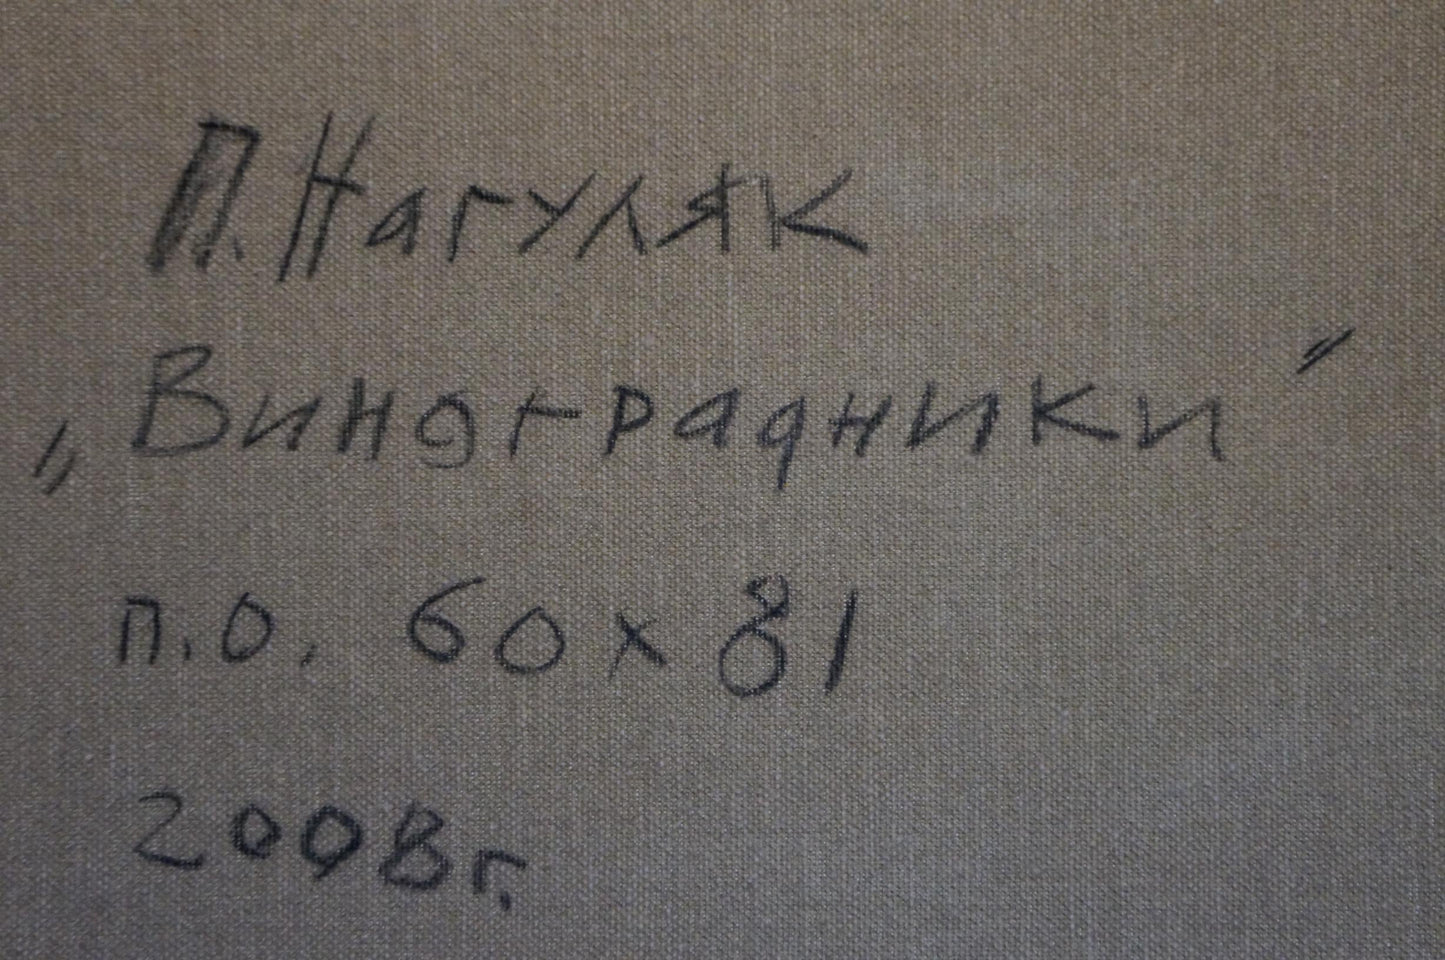 П. Нагуляк
„Виноградники"
п.о. 60 x 81
2008г.